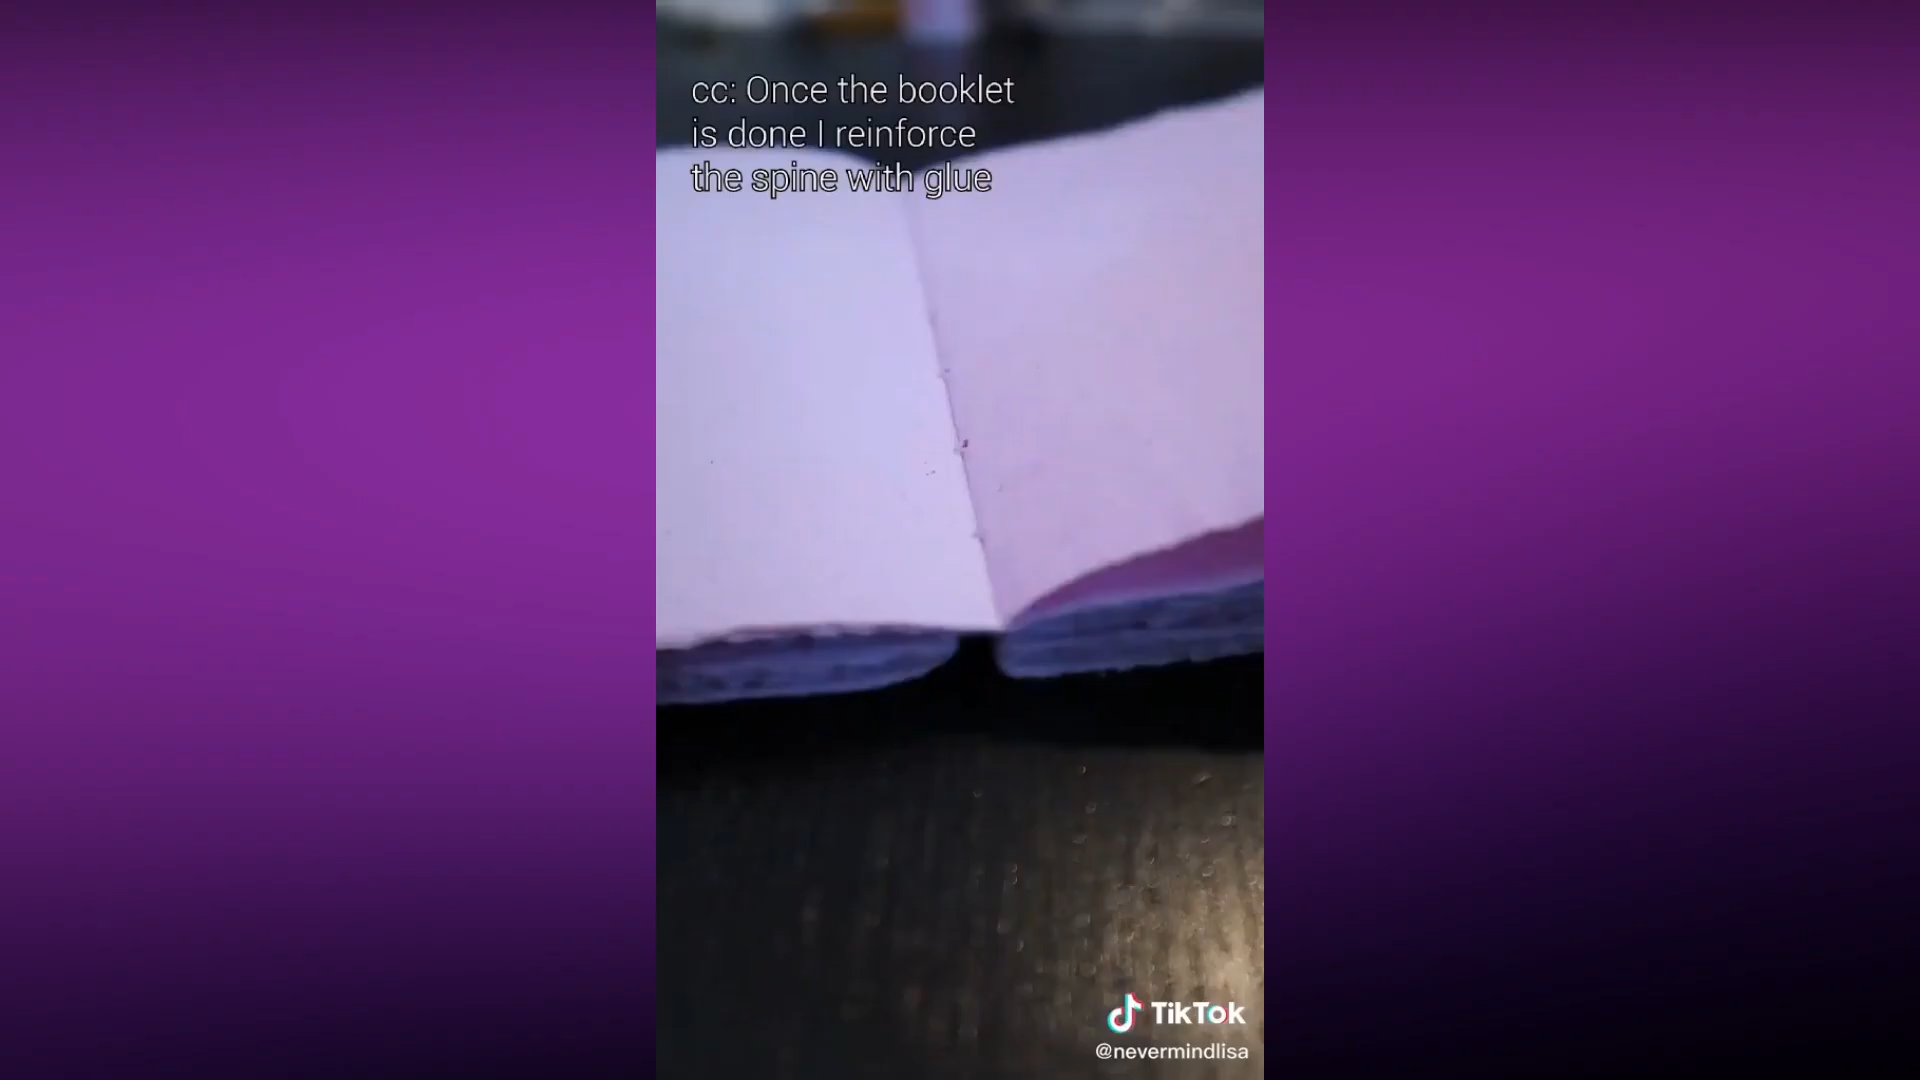 cc: Once the booklet
is done I reinforce
the spine with glue
TikTok
@nevermindlisa